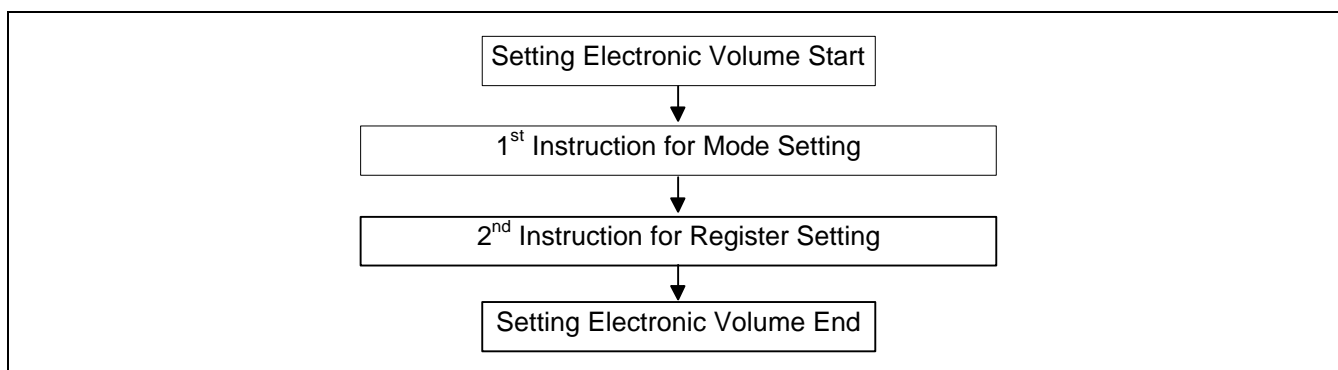 Setting Electronic Volume Start
1st Instruction for Mode Setting
2nd Instruction for Register Setting
Setting Electronic Volume End